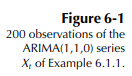 Figure 6-1
200 observations of the
ARIMA(1,1,0) series
Xt of Example 6.1.1.